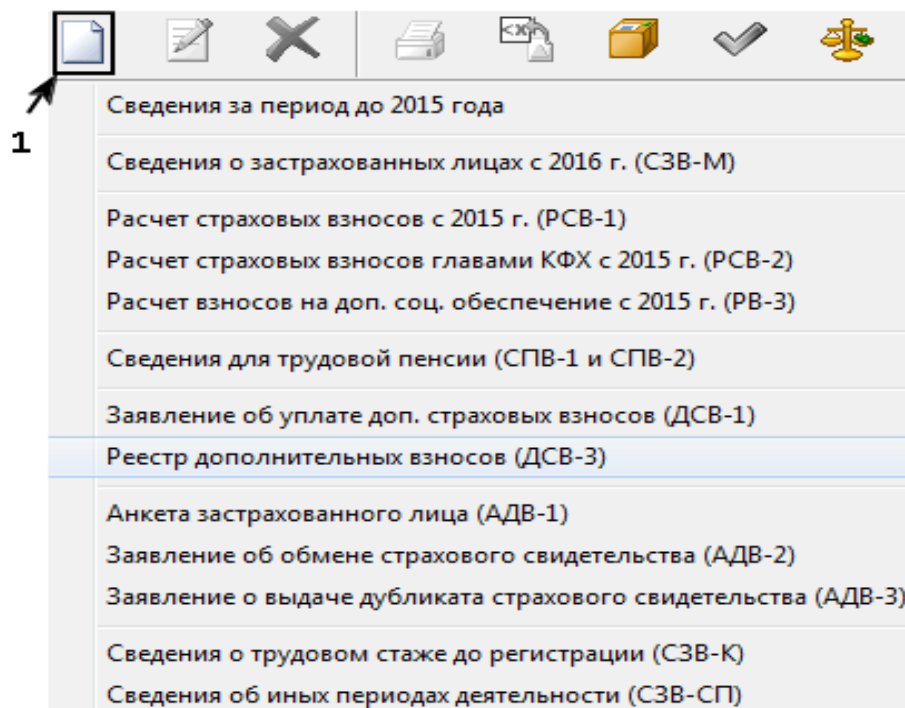 <x>
1
Сведения за период до 2015 года
Сведения о застрахованных лицах с 2016 г. (СЗВ-М)
Расчет страховых взносов с 2015 г. (РСВ-1)
Расчет страховых взносов главами КФХ с 2015 г. (РСВ-2)
Расчет взносов на доп. соц. обеспечение с 2015 г. (РВ-3)
Сведения для трудовой пенсии (СПВ-1 и СПВ-2)
Заявление об уплате доп. страховых взносов (ДСВ-1)
Реестр дополнительных взносов (ДСВ-3)
Анкета застрахованного лица (АДВ-1)
Заявление об обмене страхового свидетельства (АДВ-2)
Заявление о выдаче дубликата страхового свидетельства (АДВ-3)
Сведения о трудовом стаже до регистрации (СЗВ-К)
Сведения об иных периодах деятельности (СЗВ-СП)